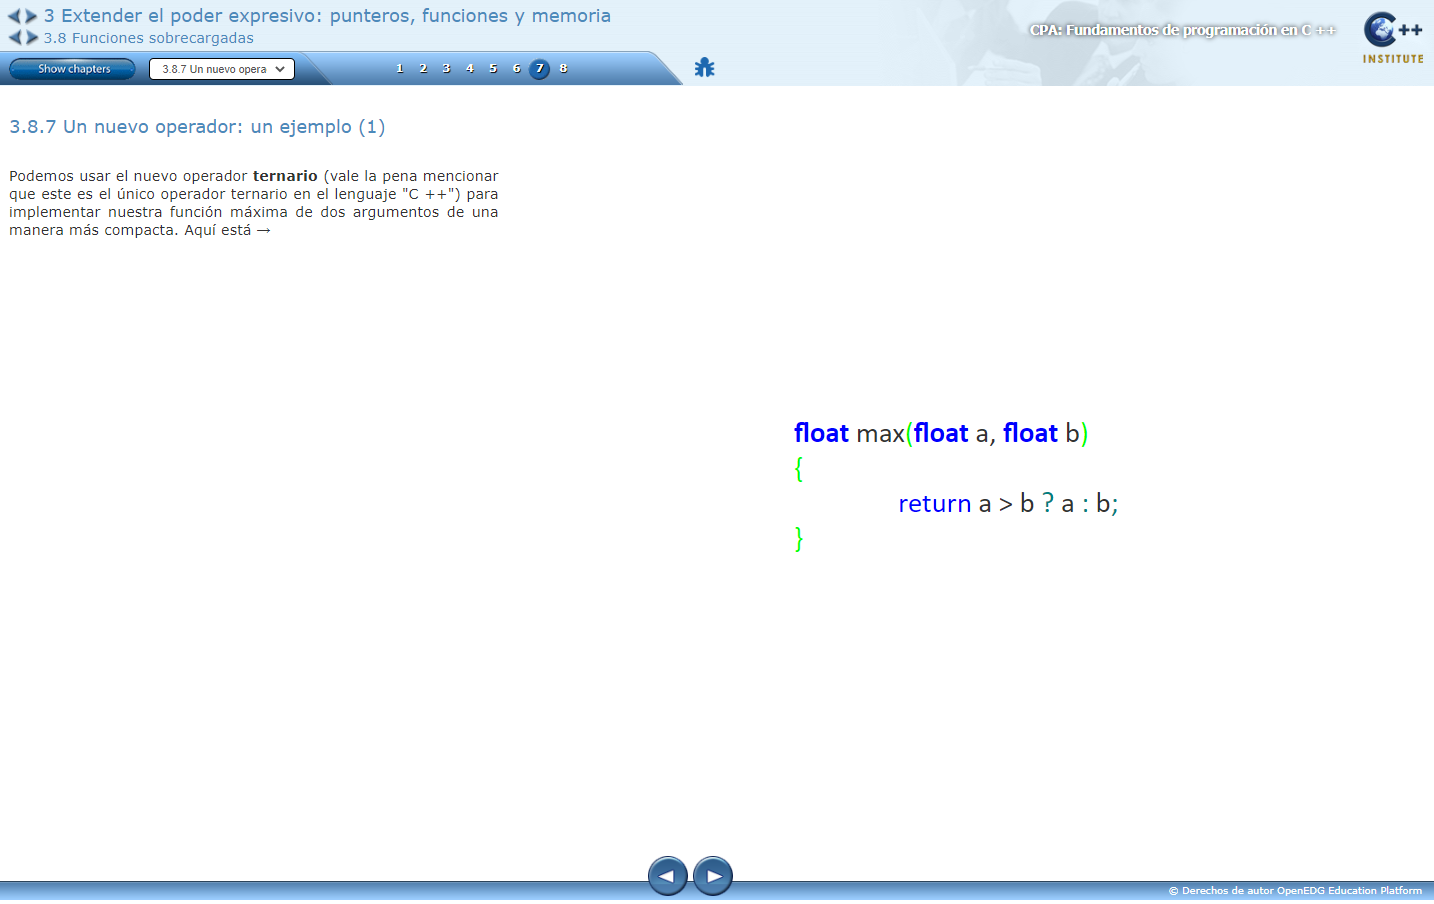 3 Extender el poder expresivo: punteros, funciones y memoria
3.8 Funciones sobrecargadas
CPA: Fundamentos de programación en C ++
C++
INSTITUTE
Show chapters
3.8.7 Un nuevo opera
1 2 3 4 5 6 7 8
3.8.7 Un nuevo operador: un ejemplo (1)
Podemos usar el nuevo operador ternario (vale la pena mencionar
que este es el único operador ternario en el lenguaje "C ++") para
implementar nuestra función máxima de dos argumentos de una
manera más compacta. Aquí está →
float max(float a, float b)
{
return a > b ? a : b;
}
© Derechos de autor OpenEDG Education Platform